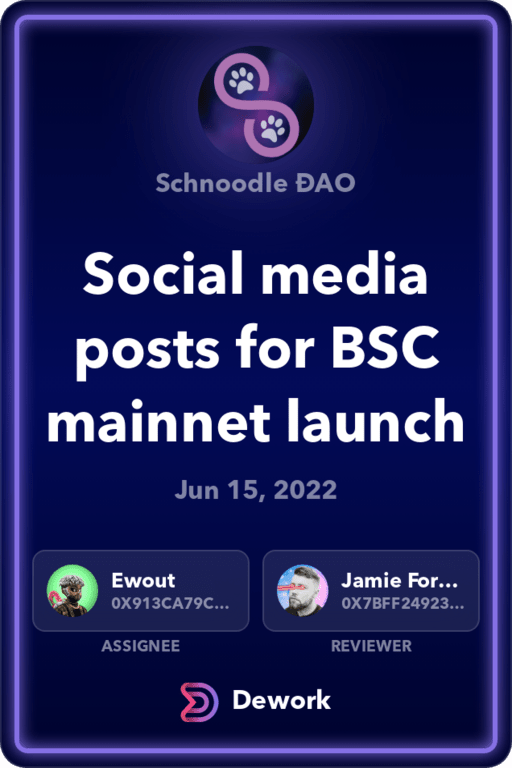 Schnoodle ÐAO
Social media
posts for BSC
mainnet launch
Jun 15, 2022
Ewout
0X913CA79C...
ASSIGNEE
Jamie For...
0X7BFF24923...
REVIEWER
Dework